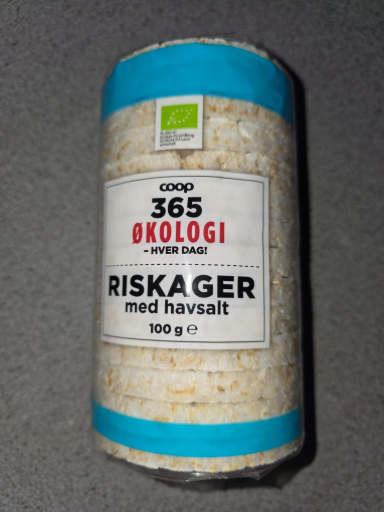 coop
365
ØKOLOGI
– HVER DAG!
RISKAGER
med havsalt
100 g ℮